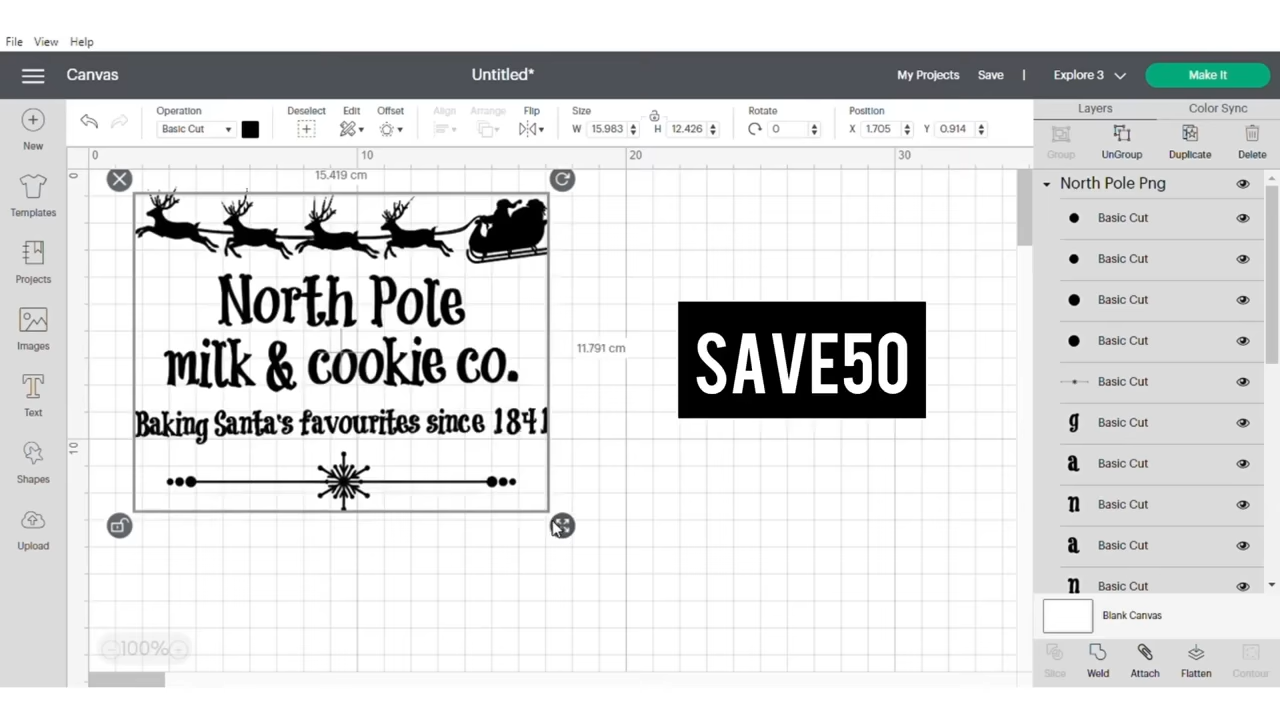 File View Help
Canvas Untitled* My Projects Save | Explore 3 Make It
Operation Deselect Edit Offset Align Arrange Flip Size Rotate Position
Basic Cut W 15.983 H 12.426 0 X 1.705 Y 0.914
New
Templates
Projects
Images
Text
Shapes
Upload
0 10 20 30
0
10
15.419 cm
11.791 cm
North Pole
milk & cookie co.
Baking Santa's favourites since 1841
SAVE50
100%
Layers Color Sync
Group UnGroup Duplicate Delete
North Pole Png
Basic Cut
Basic Cut
Basic Cut
Basic Cut
Basic Cut
g Basic Cut
a Basic Cut
n Basic Cut
a Basic Cut
n Basic Cut
Blank Canvas
Slice Weld Attach Flatten Contour